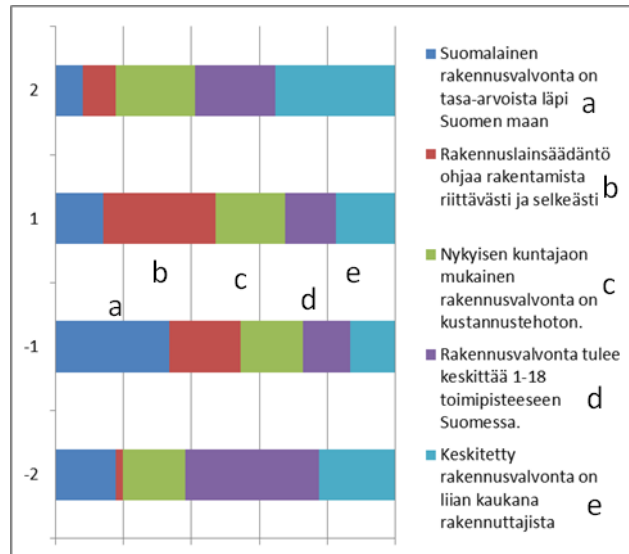 2
1
-1
-2
a
b
c
d
e
Suomalainen
rakennusvalvonta on
tasa-arvoista läpi
Suomen maan
a
Rakennuslainsäädäntö
ohjaa rakentamista
riittävästi ja selkeästi
b
Nykyisen kuntajaon
mukainen
rakennusvalvonta on
kustannustehoton.
c
Rakennusvalvonta tulee
keskittää 1-18
toimipisteeseen
Suomessa.
d
Keskitetty
rakennusvalvonta on
liian kaukana
rakennuttajista
e